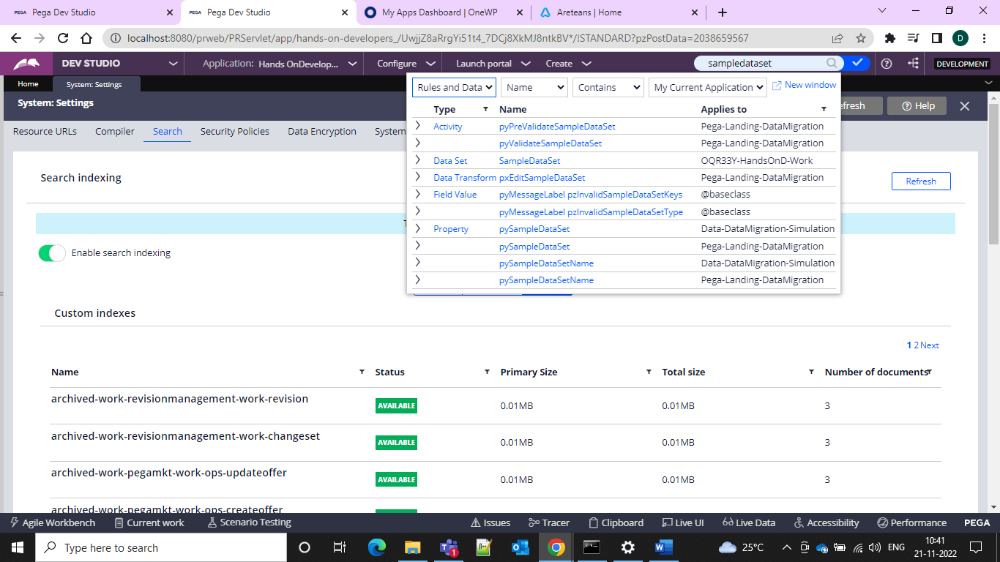 PEGA Pega Dev Studio PEGA Pega Dev Studio My Apps Dashboard | OneWP Areteans | Home
localhost:8080/prweb/PRServlet/app/hands-on-developers_/UwjjZ8aRrgYi51t4_7DCj8XkMJ8ntkBV*/!STANDARD?pzPostData=2038659567 D
DEV STUDIO Application: Hands OnDevelop... Configure Launch portal Create sampledataset DEVELOPMENT
Home System: Settings
Rules and Data Name Contains My Current Application New window
System: Settings efresh Help
Type Name Applies to
Resource URLs Compiler Search Security Policies Data Encryption System
Activity pyPreValidateSampleDataSet Pega-Landing-DataMigration
pyValidateSampleDataSet Pega-Landing-DataMigration
Data Set SampleDataSet OQR33Y-HandsOnD-Work
Data Transform pxEditSampleDataSet Pega-Landing-DataMigration
Field Value pyMessageLabel pzInvalidSampleDataSetKeys @baseclass
pyMessageLabel pzInvalidSampleDataSetType @baseclass
Property pySampleDataSet Data-DataMigration-Simulation
pySampleDataSet Pega-Landing-DataMigration
pySampleDataSetName Data-DataMigration-Simulation
pySampleDataSetName Pega-Landing-DataMigration
Search indexing Refresh
Enable search indexing
Custom indexes
1 2 Next
Name Status Primary Size Total size Number of documents
archived-work-revisionmanagement-work-revision AVAILABLE 0.01MB 0.01MB 3
archived-work-revisionmanagement-work-changeset AVAILABLE 0.01MB 0.01MB 3
archived-work-pegamkt-work-ops-updateoffer AVAILABLE 0.01MB 0.01MB 3
archived-work-pegamkt-work-ops-createoffer
Agile Workbench Current work Scenario Testing Issues Tracer Clipboard Live UI Live Data Accessibility Performance PEGA
Type here to search 1 25°C ENG 10:41
21-11-2022